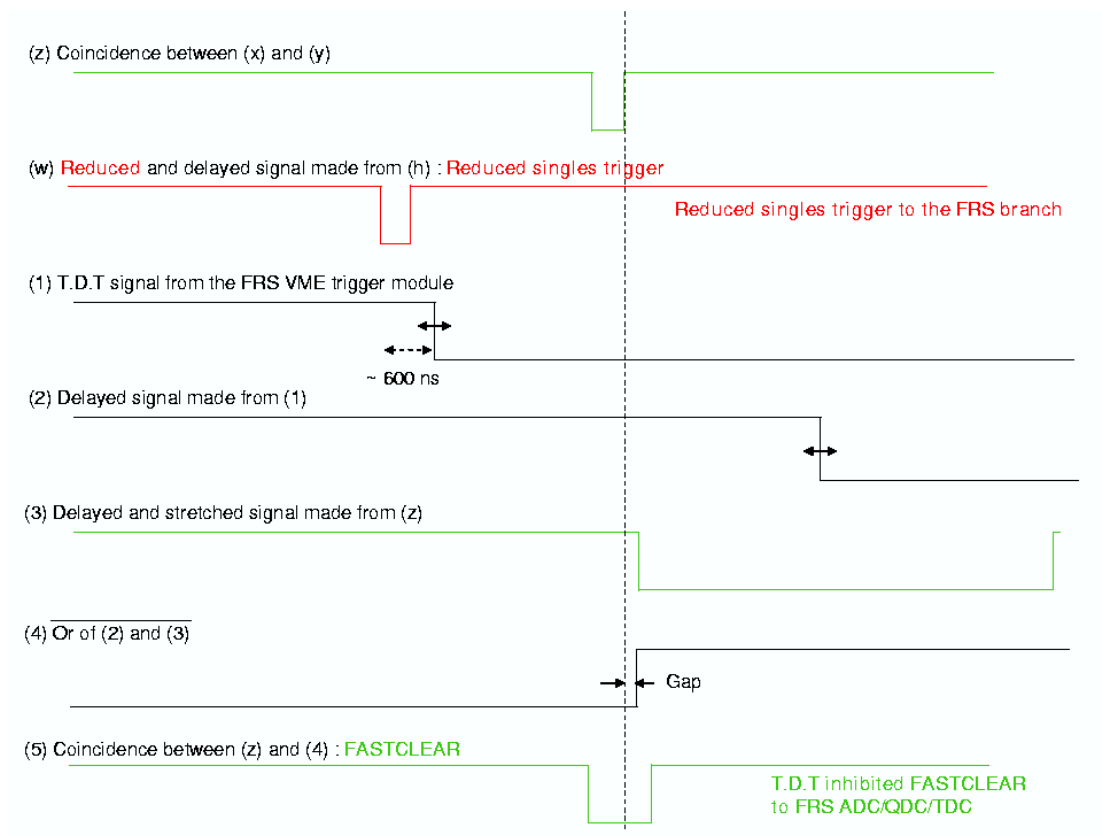 (z) Coincidence between (x) and (y)
(w) Reduced and delayed signal made from (h) : Reduced singles trigger
Reduced singles trigger to the FRS branch
(1) T.D.T signal from the FRS VME trigger module
~ 600 ns
(2) Delayed signal made from (1)
(3) Delayed and stretched signal made from (z)
(4) Or of (2) and (3)
Gap
(5) Coincidence between (z) and (4) : FASTCLEAR
T.D.T inhibited FASTCLEAR
to FRS ADC/QDC/TDC